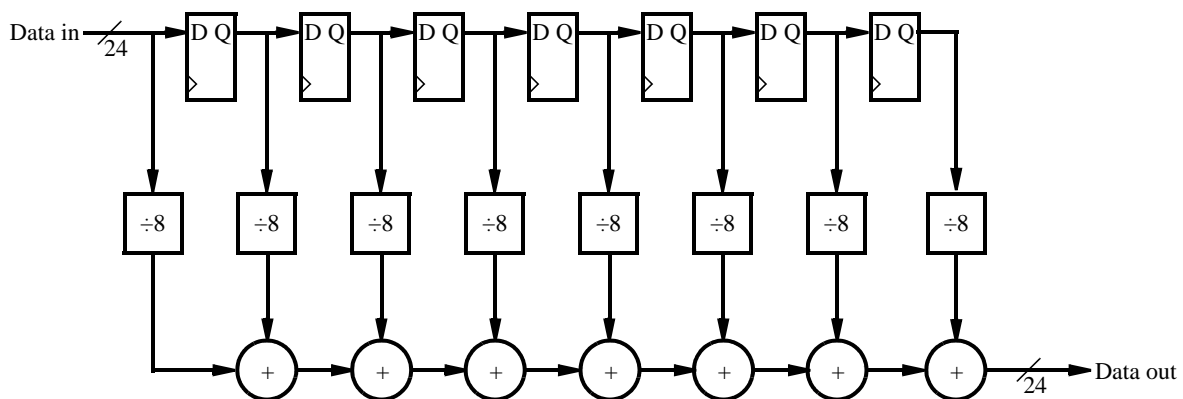 Data in
24
D Q D Q D Q D Q D Q D Q D Q
÷8 ÷8 ÷8 ÷8 ÷8 ÷8 ÷8 ÷8
+ + + + + + +
24
Data out